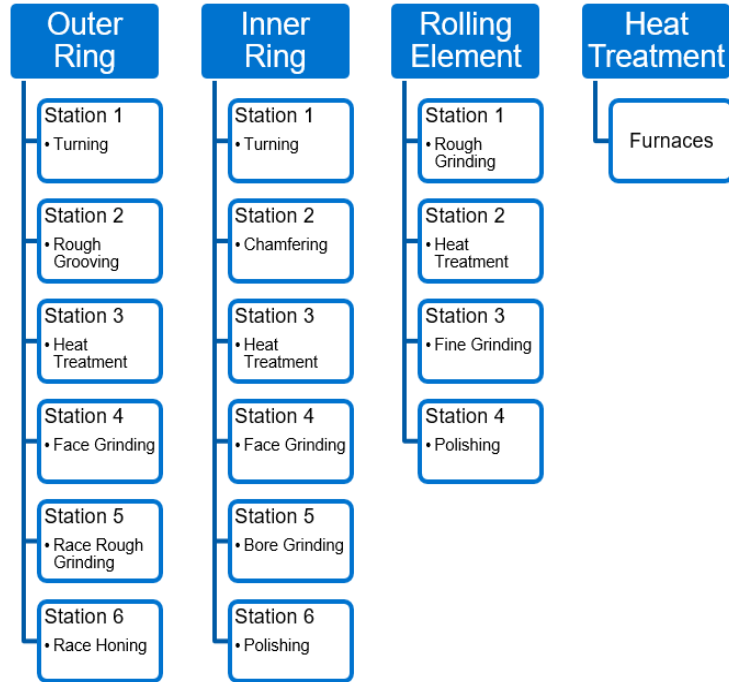 Outer
Ring
Station 1
• Turning
Station 2
• Rough
Grooving
Station 3
• Heat
Treatment
Station 4
• Face Grinding
Station 5
• Race Rough
Grinding
Station 6
• Race Honing
Inner
Ring
Station 1
• Turning
Station 2
• Chamfering
Station 3
• Heat
Treatment
Station 4
• Face Grinding
Station 5
• Bore Grinding
Station 6
• Polishing
Rolling
Element
Station 1
• Rough
Grinding
Station 2
• Heat
Treatment
Station 3
• Fine Grinding
Station 4
• Polishing
Heat
Treatment
Furnaces